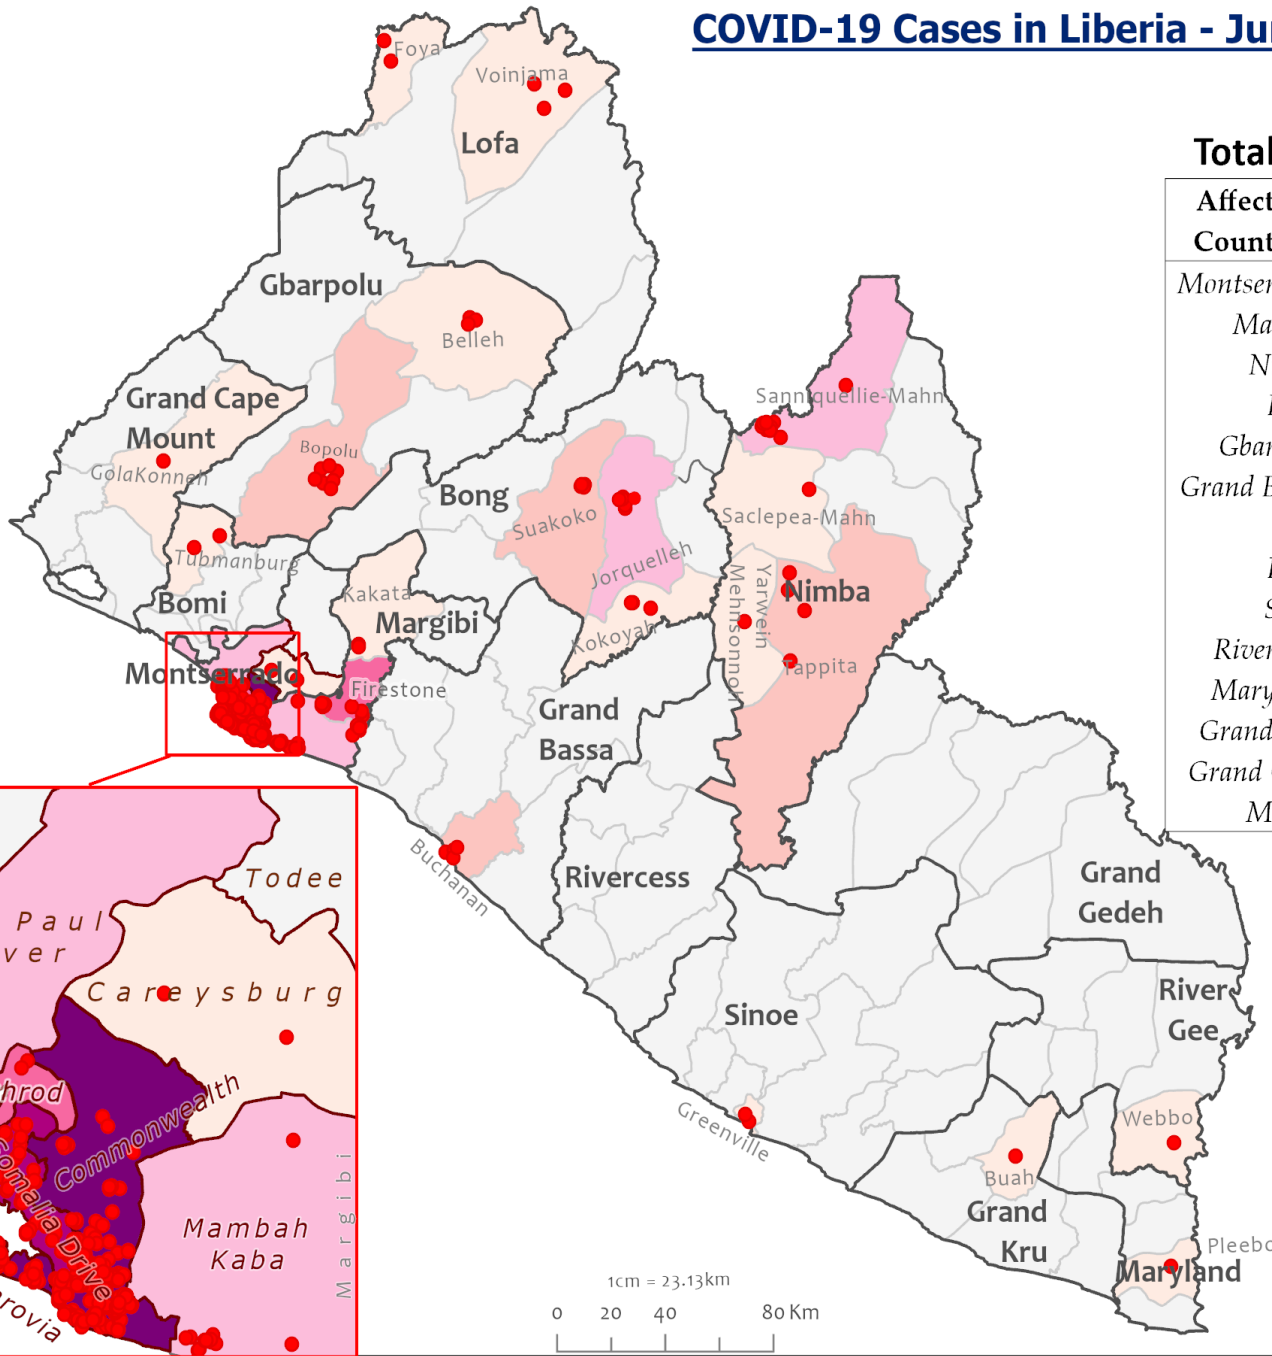 COVID-19 Cases in Liberia -
Foya
Voinjama
Lofa
Gbarpolu
Belleh
Grand Cape
Mount
GolaKonneh
Bopolu
Tubmanburg
Bomi
Bong
Suakoko
Jorquelleh
Kokoyah
Kakata
Margibi
Montserrado
Firestone
Sanniquellie-Mahn
Saclepea-Mahn
Yarwein
Mehnsonnoh
Nimba
Tappita
Grand
Bassa
Buchanan
Rivercess
Grand
Gedeh
Sinoe
River
Gee
Greenville
Webbo
Buah
Grand
Kru
Maryland
Total
Affect
Count
Montser
Ma
N
Gbar
Grand
River
Mary
Grand
Grand
M
Todee
Paul
ver
Careysburg
hrod
Commonwealth
Somalia Drive
Mambah
Kaba
Margibi
rovia
1cm = 23.13km
0 20 40 80 Km